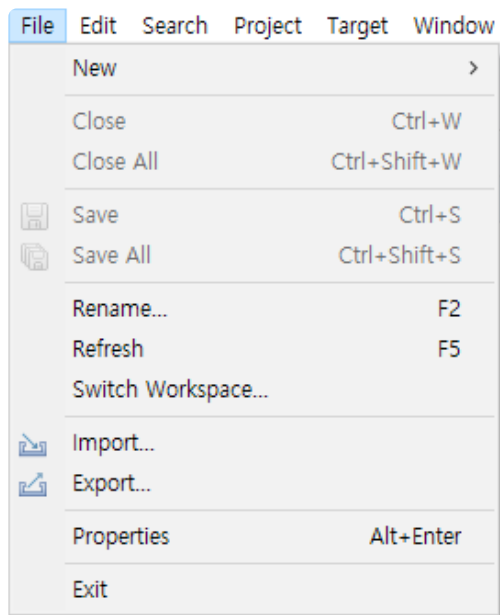 File Edit Search Project Target Window
New >
Close Ctrl+W
Close All Ctrl+Shift+W
Save Ctrl+S
Save All Ctrl+Shift+S
Rename... F2
Refresh F5
Switch Workspace...
Import...
Export...
Properties Alt+Enter
Exit